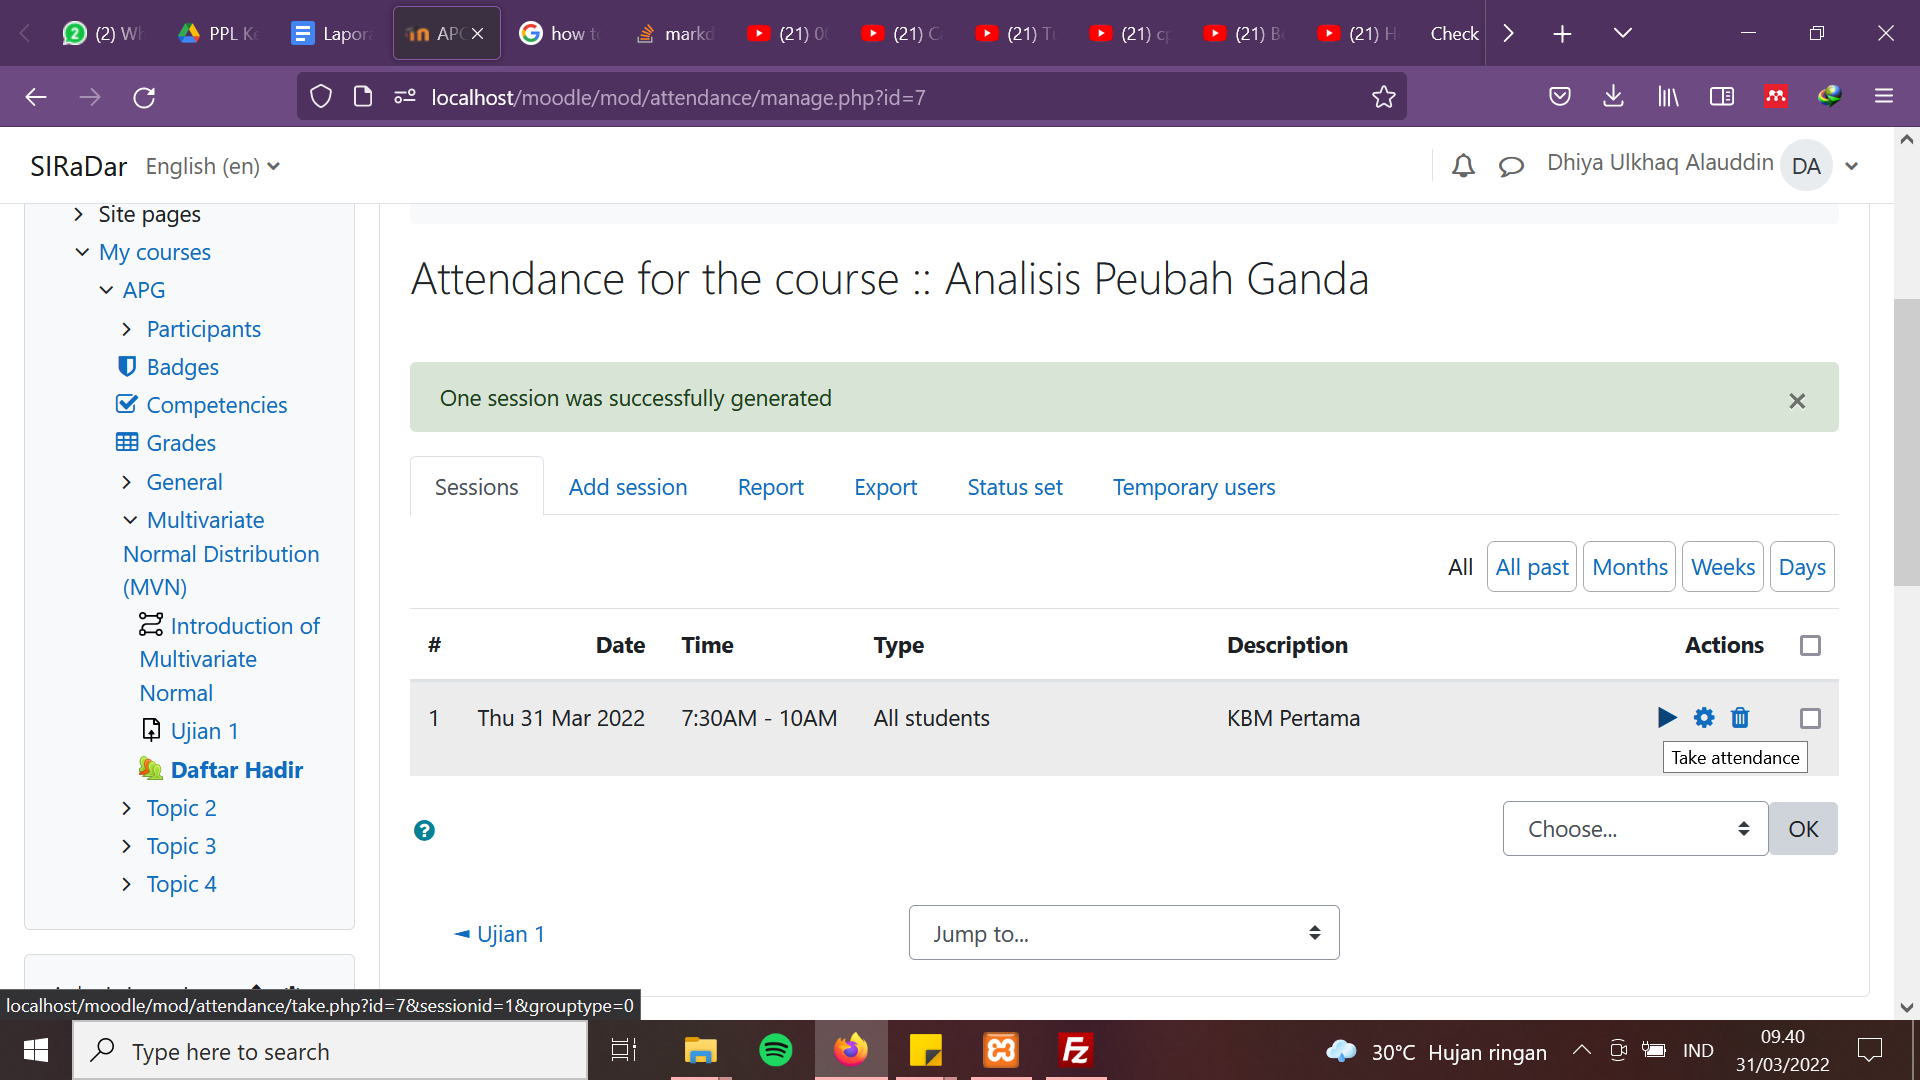 (2) Wh
PPL Ke
Lapora
APG
how to
markd
(21) 0
(21) C
(21) Tu
(21) cp
(21) Be
(21) H
Check
localhost/moodle/mod/attendance/manage.php?id=7
SIRaDar
English (en)
Dhiya Ulkhaq Alauddin
DA
Site pages
My courses
APG
Participants
Badges
Competencies
Grades
General
Multivariate
Normal Distribution
(MVN)
Introduction of
Multivariate
Normal
Ujian 1
Daftar Hadir
Topic 2
Topic 3
Topic 4
Attendance for the course :: Analisis Peubah Ganda
One session was successfully generated
×
Sessions
Add session
Report
Export
Status set
Temporary users
All
All past
Months
Weeks
Days
# Date Time Type Description Actions
1 Thu 31 Mar 2022 7:30AM - 10AM All students KBM Pertama
Take attendance
?
Choose...
OK
◄ Ujian 1
Jump to...
localhost/moodle/mod/attendance/take.php?id=7&sessionid=1&grouptype=0
Type here to search
30°C Hujan ringan
IND
09.40
31/03/2022